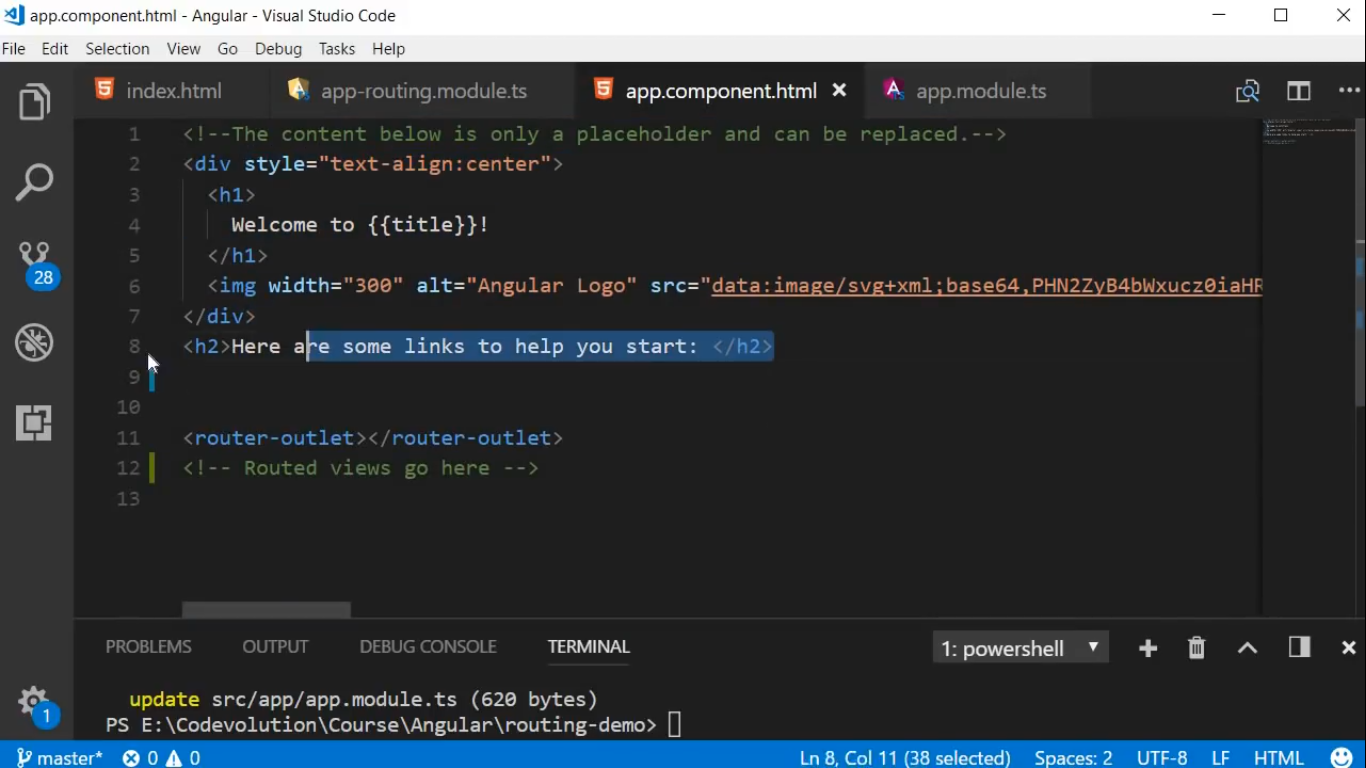 app.component.html - Angular - Visual Studio Code
File Edit Selection View Go Debug Tasks Help
index.html app-routing.module.ts app.component.html app.module.ts
1 <!--The content below is only a placeholder and can be replaced.-->
2 <div style="text-align:center">
3 <h1>
4 Welcome to {{title}}!
5 </h1>
6 <img width="300" alt="Angular Logo" src="data:image/svg+xml;base64,PHN2ZyB4bWxucz0iaHR
7 </div>
8 <h2>Here are some links to help you start: </h2>
9
10
11 <router-outlet></router-outlet>
12 <!-- Routed views go here -->
13
28
PROBLEMS OUTPUT DEBUG CONSOLE TERMINAL 1: powershell
update src/app/app.module.ts (620 bytes)
PS E:\Codevolution\Course\Angular\routing-demo>
1
master* 0 0 Ln 8, Col 11 (38 selected) Spaces: 2 UTF-8 LF HTML